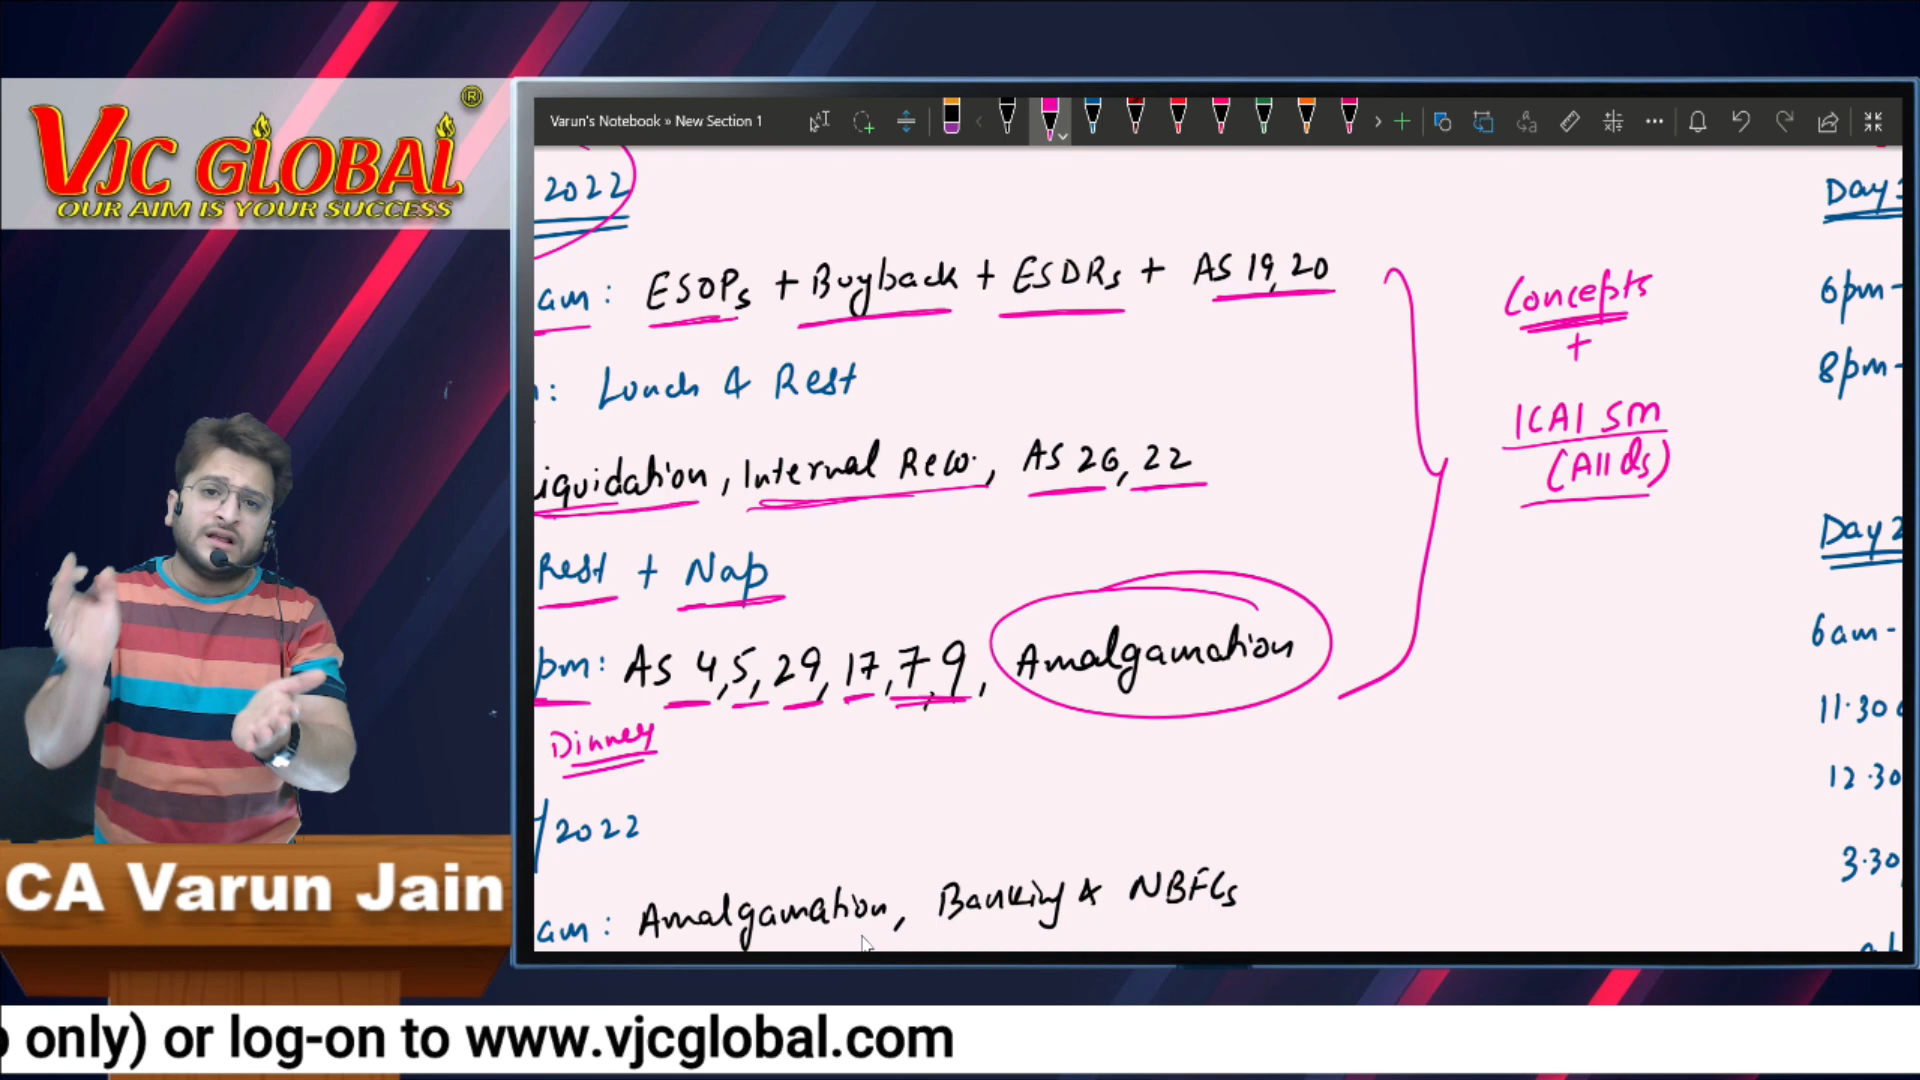 VJC GLOBAL ®
OUR AIM IS YOUR SUCCESS
Varun's Notebook » New Section 1
2022
am: ESOPs + Buyback + ESDRs + AS 19,20
: Lunch & Rest
iquidation, Internal Reco., AS 26, 22
Rest + Nap
pm: AS 4,5, 29, 17,7,9, Amalgamation
Dinner
/2022
am: Amalgamation, Banking & NBFCs
Concepts
+
ICAI SM
(All Qs)
Day
6pm-
8pm-
Day 2
6am-
11.30
12.30
3.30
CA Varun Jain
only) or log-on to www.vjcglobal.com